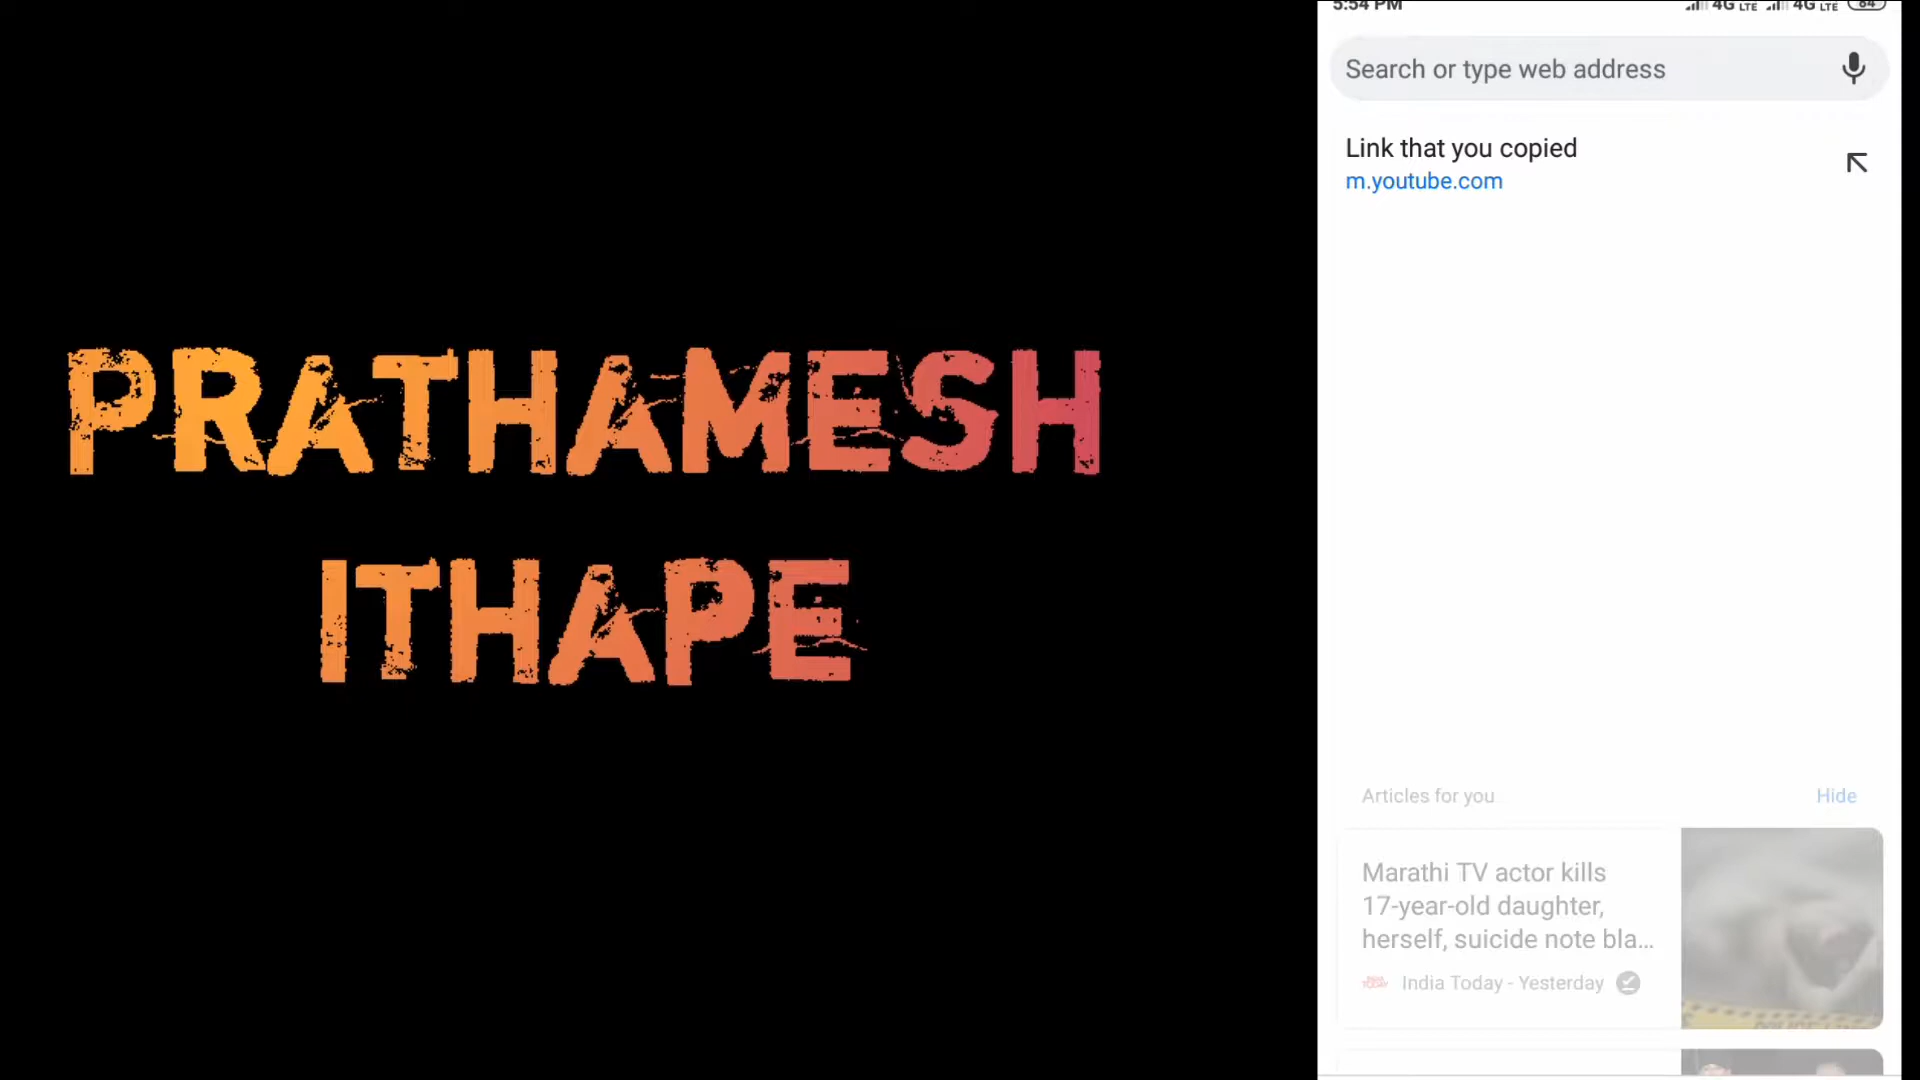 PRATHAMESH
ITHAPE
5:54 PM 4G LTE 4G LTE 84
Search or type web address
Link that you copied
m.youtube.com
Articles for you Hide
Marathi TV actor kills
17-year-old daughter,
herself, suicide note bla...
India Today - Yesterday